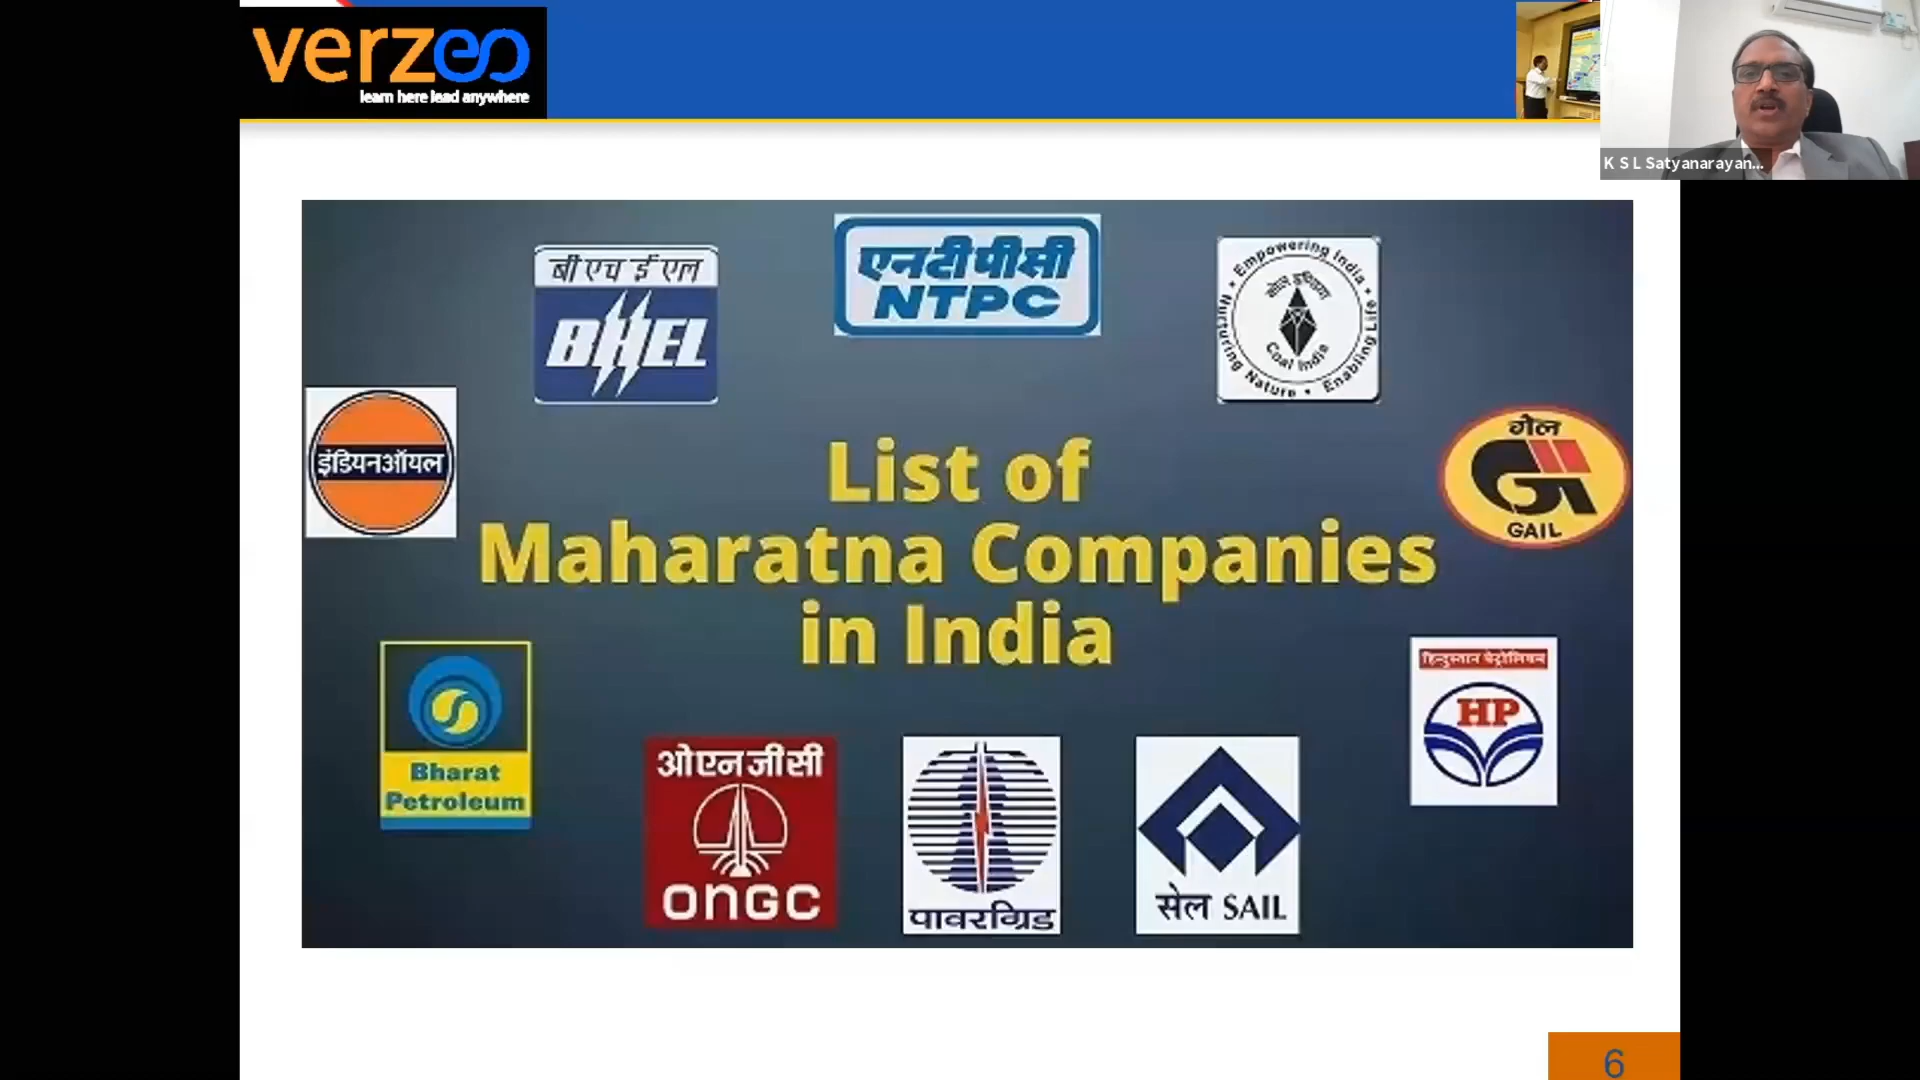 verzeo
learn here lead anywhere
K S L Satyanarayan...
बी एच ई एल
BHEL
एनटीपीसी
NTPC
Empowering India • Enabling Life • Nurturing Nature •
कोल इण्डिया
Coal India
इंडियनऑयल
गेल
GAIL
List of
Maharatna Companies
in India
Bharat
Petroleum
ओएनजीसी
ONGC
पावरग्रिड
सेल SAIL
हिन्दुस्तान पेट्रोलियम
HP
6